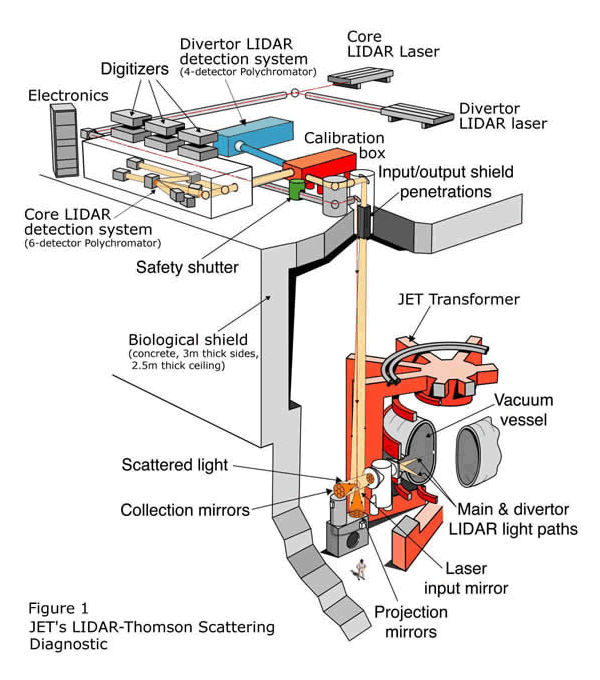 Core
LIDAR Laser
Divertor LIDAR
detection system
(4-detector Polychromator)
Digitizers
Electronics
Divertor
LIDAR laser
Calibration
box
Input/output shield
penetrations
Core LIDAR
detection system
(6-detector Polychromator)
Safety shutter
JET Transformer
Biological shield
(concrete, 3m thick sides,
2.5m thick ceiling)
Vacuum
vessel
Scattered light
Collection mirrors
Main & divertor
LIDAR light paths
Laser
input mirror
Projection
mirrors
Figure 1
JET's LIDAR-Thomson Scattering
Diagnostic